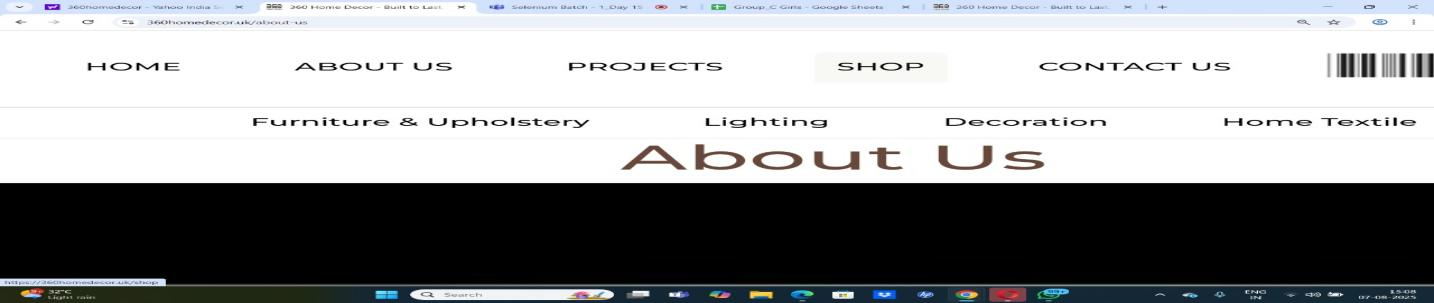 360homedecor - Yahoo India S
360 Home Decor - Built to Last
Selenium Batch - 1_Day 15
Group_C Girls - Google Sheets
360 Home Decor - Built to Last
360homedecor.uk/about-us
HOME ABOUT US PROJECTS SHOP CONTACT US
Furniture & Upholstery Lighting Decoration Home Textile
About Us
https://360homedecor.uk/shop
32°C
Light rain
Search
99+
ENG
IN
15:08
07-08-2025